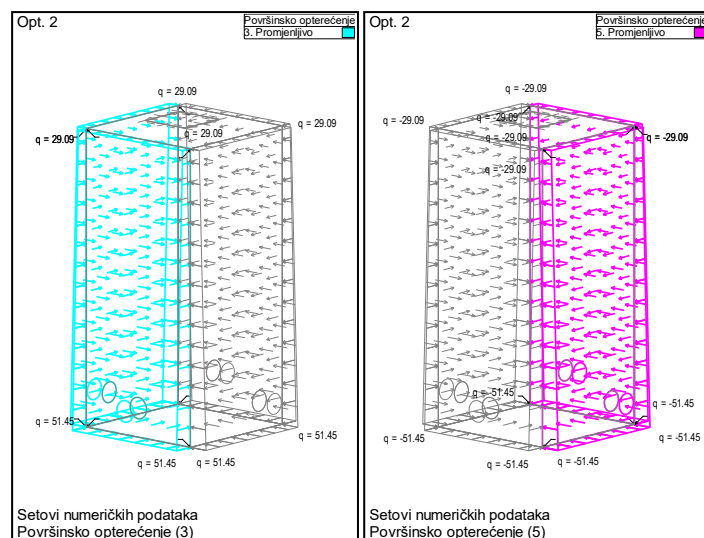 Opt. 2
Površinsko opterećenje
3. Promjenljivo
q = 29.09
q = 29.09
q = 29.09
q = 29.09
q = 51.45
q = 51.45
q = 51.45
q = 51.45
Setovi numeričkih podataka
Površinsko opterećenje (3)
Opt. 2
Površinsko opterećenje
5. Promjenljivo
q = -29.09
q = -29.09
q = -29.09
q = -29.09
q = -29.09
q = -29.09
q = -51.45
q = -51.45
q = -51.45
q = -51.45
q = -51.45
q = -51.45
Setovi numeričkih podataka
Površinsko opterećenje (5)